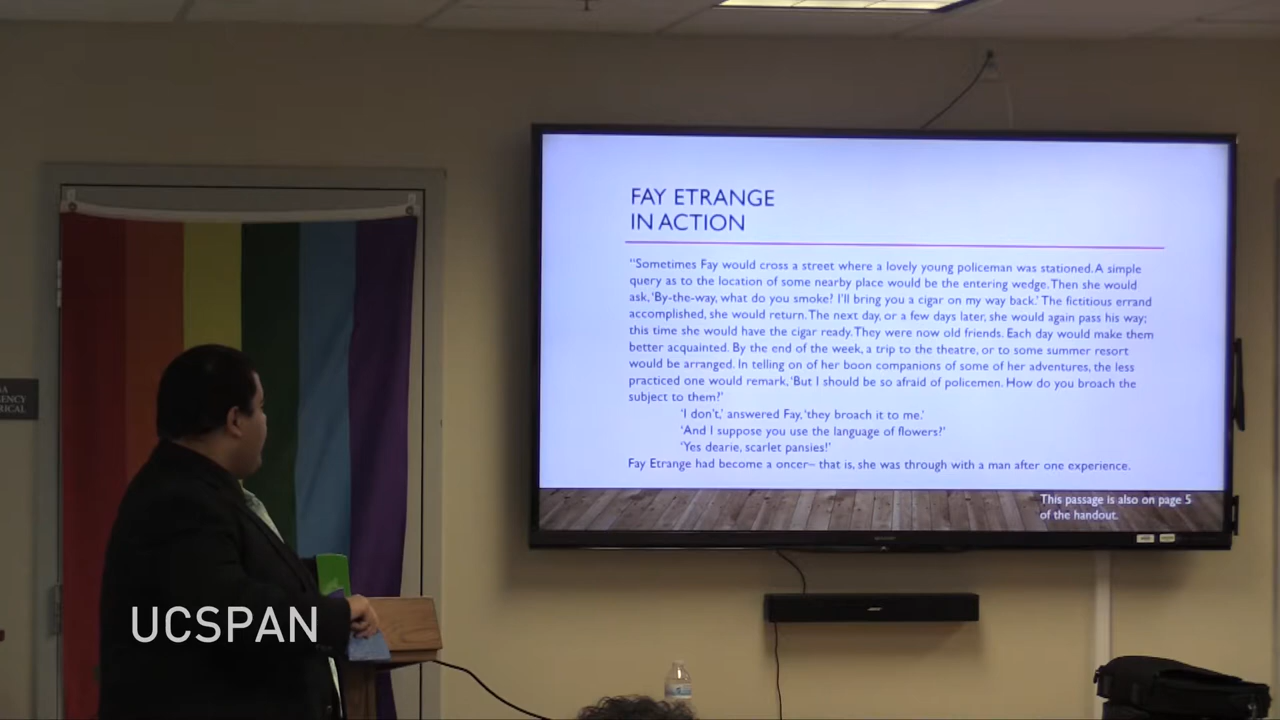 FAY ETRANGE
IN ACTION
"Sometimes Fay would cross a street where a lovely young policeman was stationed. A simple
query as to the location of some nearby place would be the entering wedge. Then she would
ask, 'By-the-way, what do you smoke? I'll bring you a cigar on my way back.' The fictitious errand
accomplished, she would return. The next day, or a few days later, she would again pass his way;
this time she would have the cigar ready. They were now old friends. Each day would make them
better acquainted. By the end of the week, a trip to the theatre, or to some summer resort
would be arranged. In telling on of her boon companions of some of her adventures, the less
practiced one would remark, 'But I should be so afraid of policemen. How do you broach the
subject to them?'
'I don't,' answered Fay, 'they broach it to me.'
'And I suppose you use the language of flowers?'
'Yes dearie, scarlet pansies!'
Fay Etrange had become a oncer– that is, she was through with a man after one experience.
This passage is also on page 5
of the handout.
UCSPAN